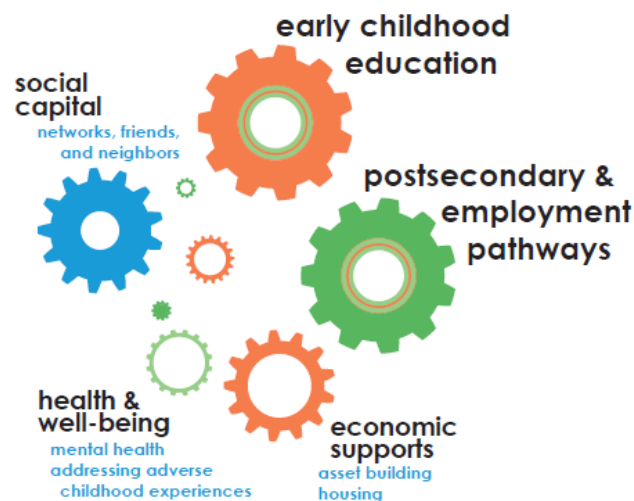 early childhood
education
social
capital
networks, friends,
and neighbors
postsecondary &
employment
pathways
health &
well-being
mental health
addressing adverse
childhood experiences
economic
supports
asset building
housing